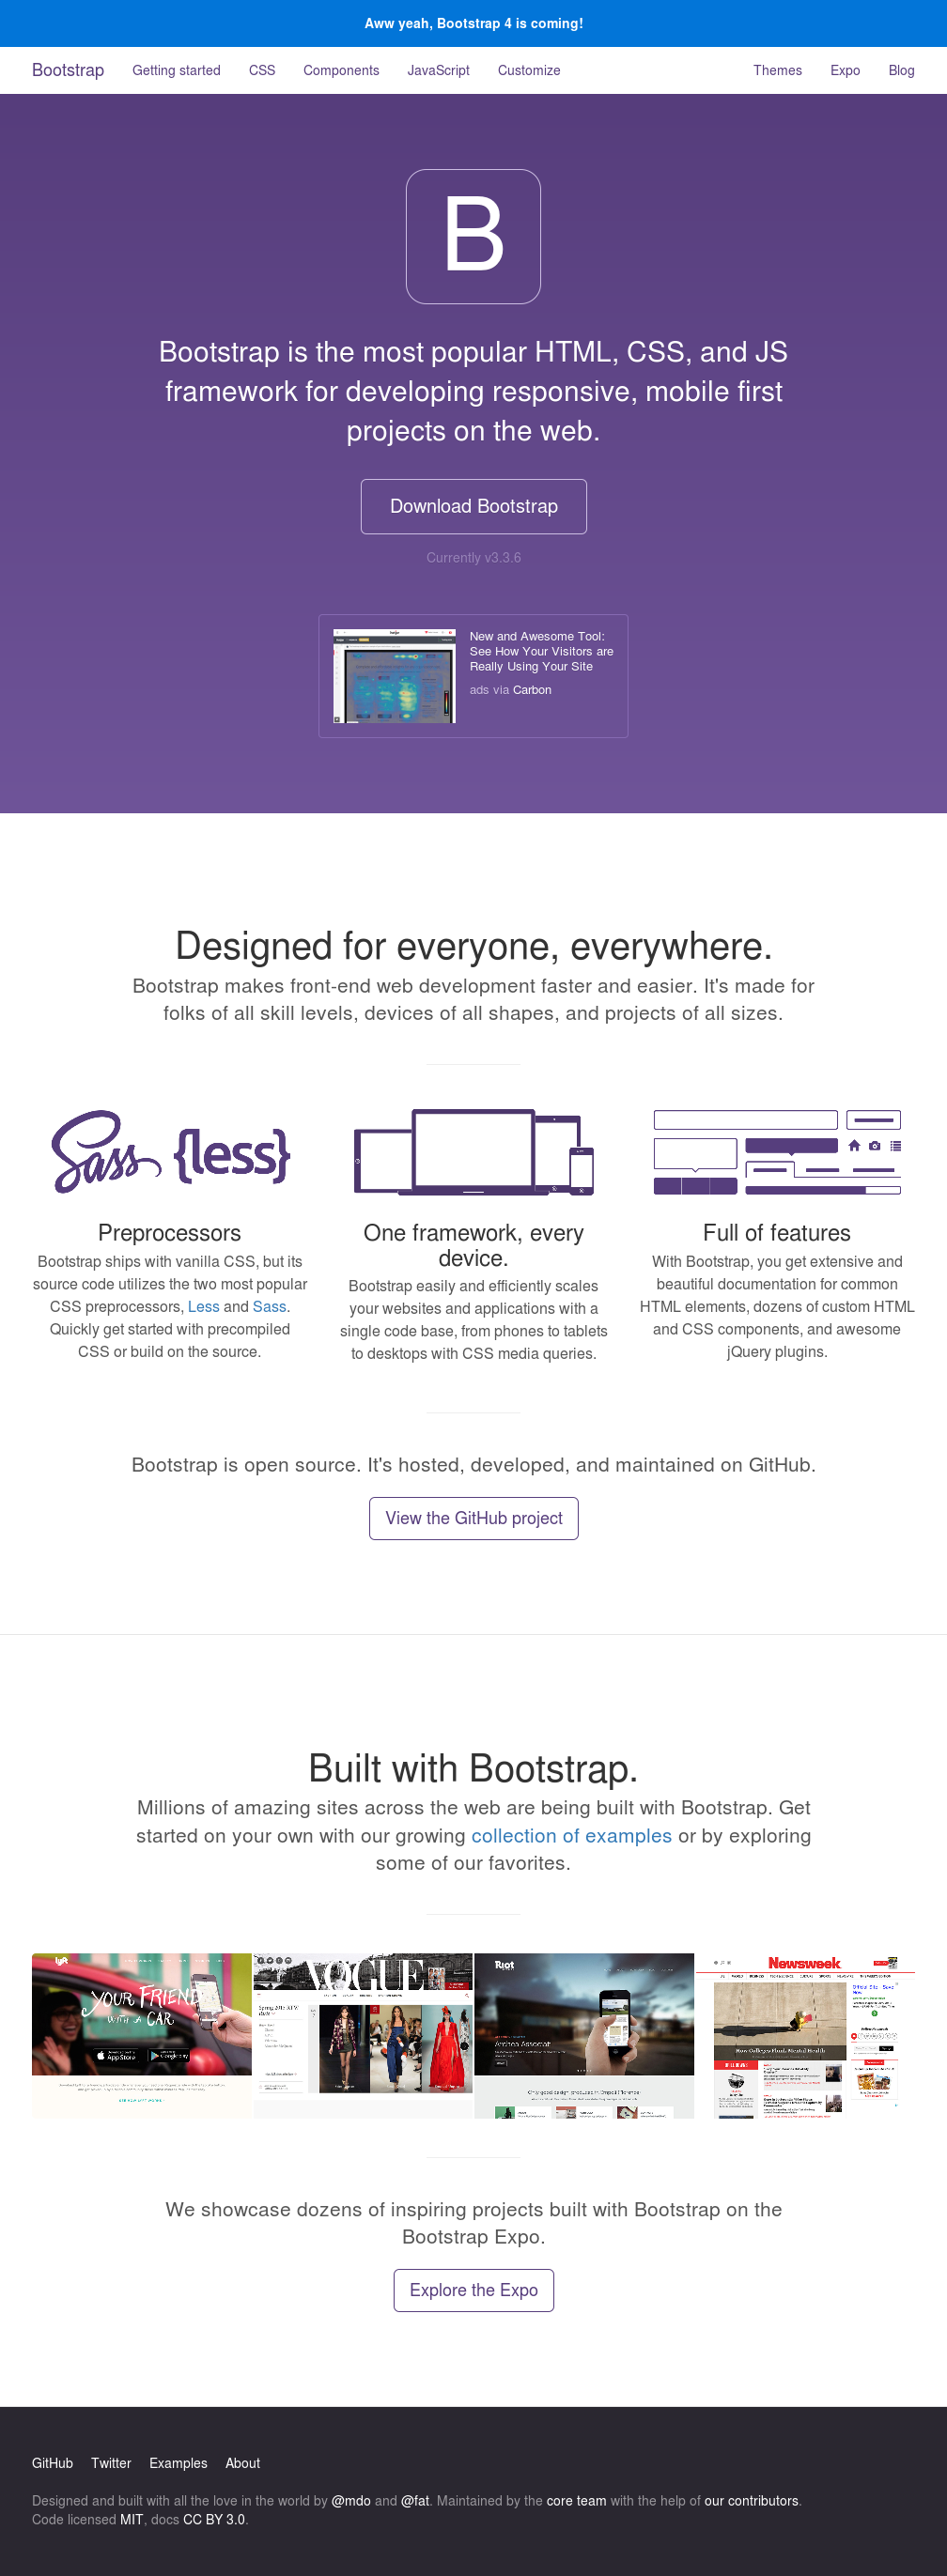 Aww yeah, Bootstrap 4 is coming!
Bootstrap Getting started CSS Components JavaScript Customize Themes Expo Blog
B
Bootstrap is the most popular HTML, CSS, and JS
framework for developing responsive, mobile first
projects on the web.
Download Bootstrap
Currently v3.3.6
New and Awesome Tool:
See How Your Visitors are
Really Using Your Site
ads via Carbon
Designed for everyone, everywhere.
Bootstrap makes front-end web development faster and easier. It's made for
folks of all skill levels, devices of all shapes, and projects of all sizes.
Sass {less}
Preprocessors
Bootstrap ships with vanilla CSS, but its
source code utilizes the two most popular
CSS preprocessors, Less and Sass.
Quickly get started with precompiled
CSS or build on the source.
One framework, every
device.
Bootstrap easily and efficiently scales
your websites and applications with a
single code base, from phones to tablets
to desktops with CSS media queries.
Full of features
With Bootstrap, you get extensive and
beautiful documentation for common
HTML elements, dozens of custom HTML
and CSS components, and awesome
jQuery plugins.
Bootstrap is open source. It's hosted, developed, and maintained on GitHub.
View the GitHub project
Built with Bootstrap.
Millions of amazing sites across the web are being built with Bootstrap. Get
started on your own with our growing collection of examples or by exploring
some of our favorites.
lyft
YOUR FRIEND
WITH A CAR
App Store Google play
VOGUE
Riot
Newsweek
How Colleges Flunk Mental Health
We showcase dozens of inspiring projects built with Bootstrap on the
Bootstrap Expo.
Explore the Expo
GitHub Twitter Examples About
Designed and built with all the love in the world by @mdo and @fat. Maintained by the core team with the help of our contributors.
Code licensed MIT, docs CC BY 3.0.